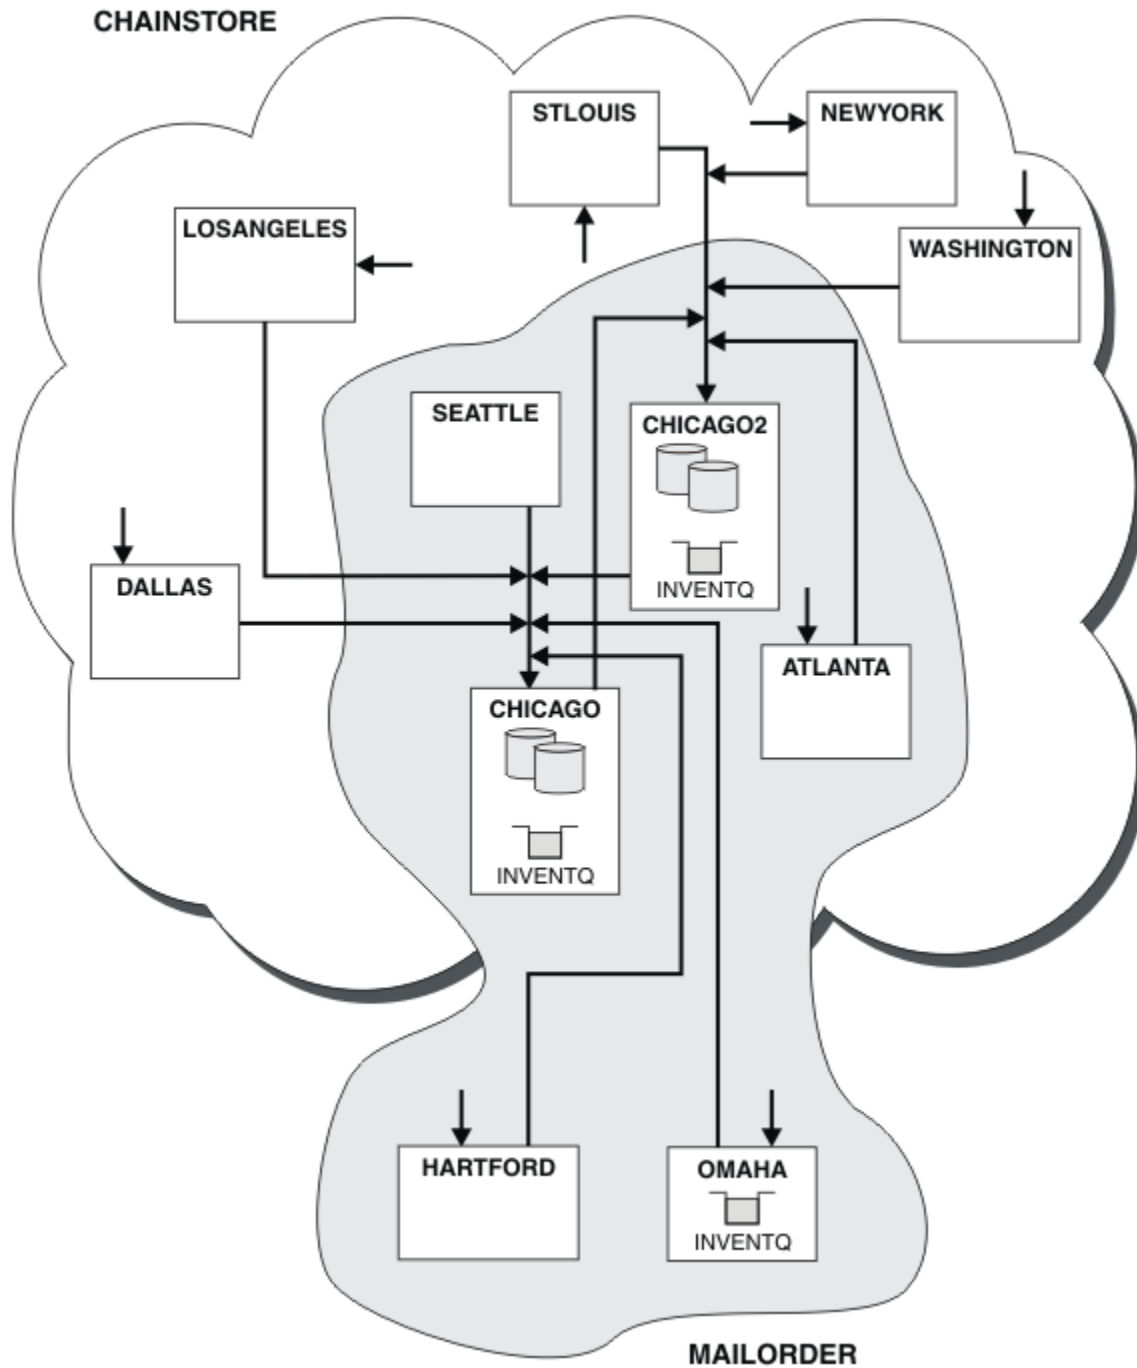 CHAINSTORE
STLOUIS
NEWYORK
LOSANGELES
WASHINGTON
SEATTLE
CHICAGO2
INVENTQ
DALLAS
ATLANTA
CHICAGO
INVENTQ
HARTFORD
OMAHA
INVENTQ
MAILORDER